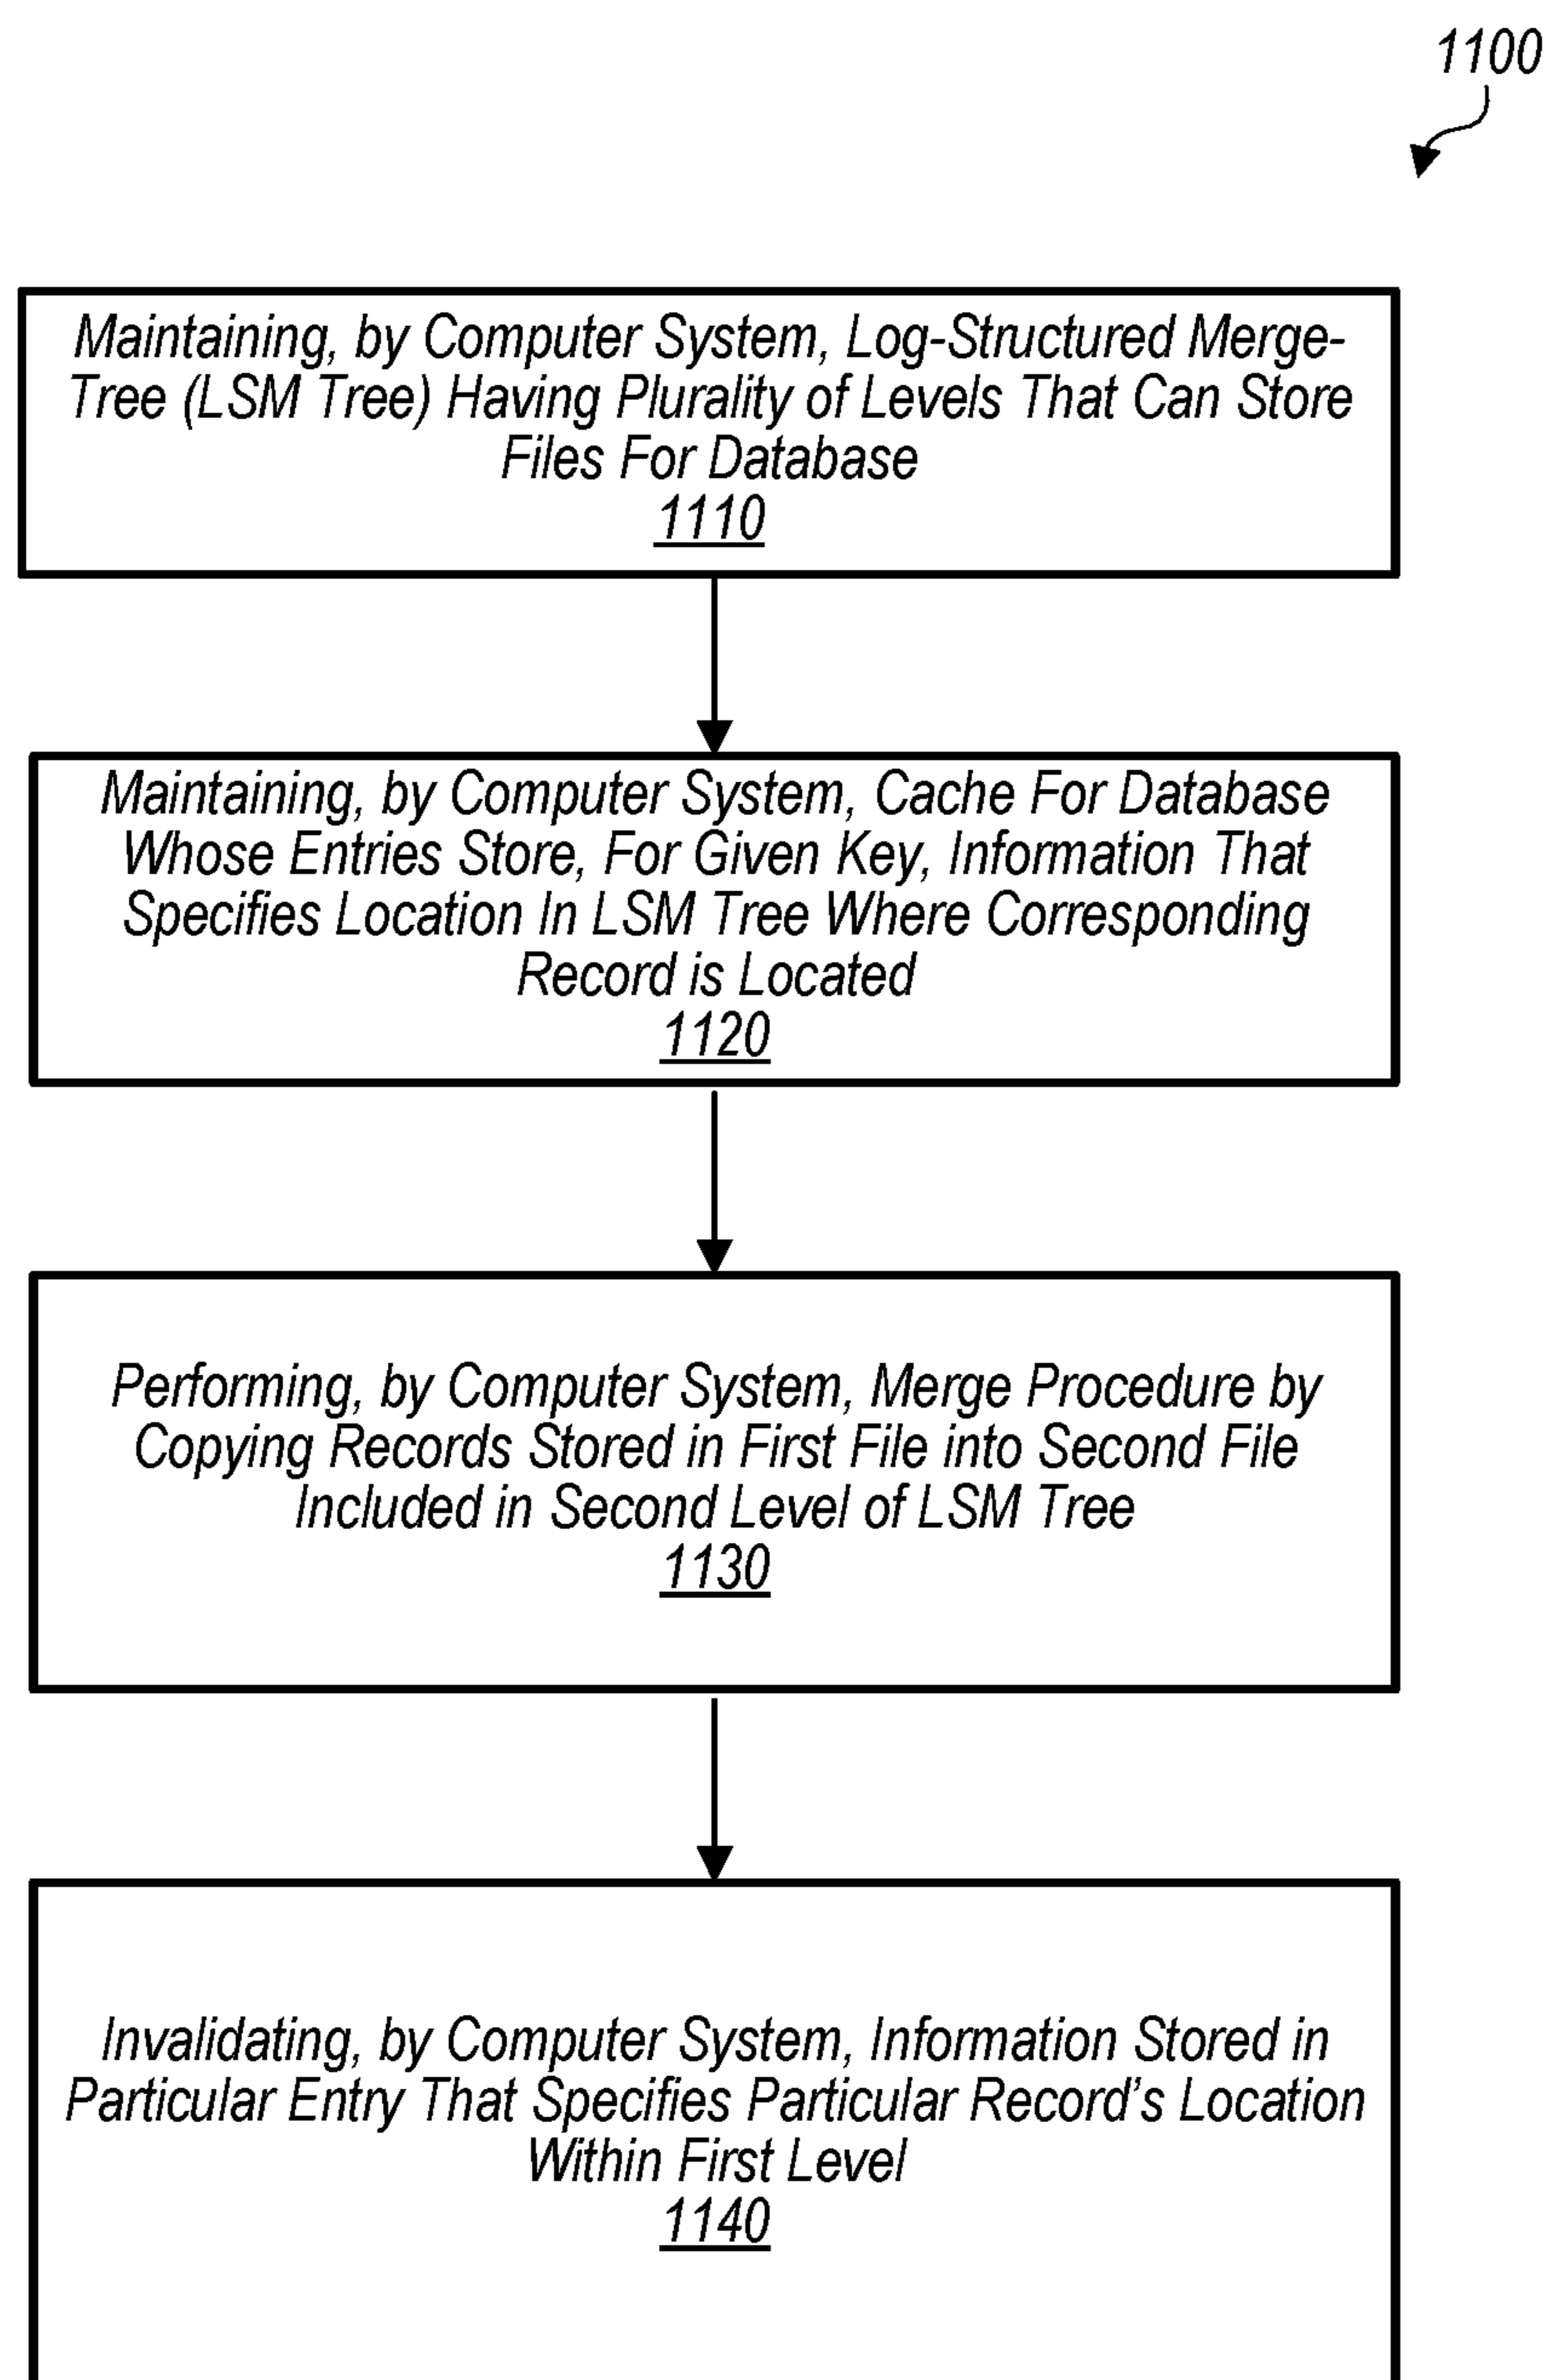 1100
Maintaining, by Computer System, Log-Structured Merge-
Tree (LSM Tree) Having Plurality of Levels That Can Store
Files For Database
1110
Maintaining, by Computer System, Cache For Database
Whose Entries Store, For Given Key, Information That
Specifies Location In LSM Tree Where Corresponding
Record is Located
1120
Performing, by Computer System, Merge Procedure by
Copying Records Stored in First File into Second File
Included in Second Level of LSM Tree
1130
Invalidating, by Computer System, Information Stored in
Particular Entry That Specifies Particular Record’s Location
Within First Level
1140